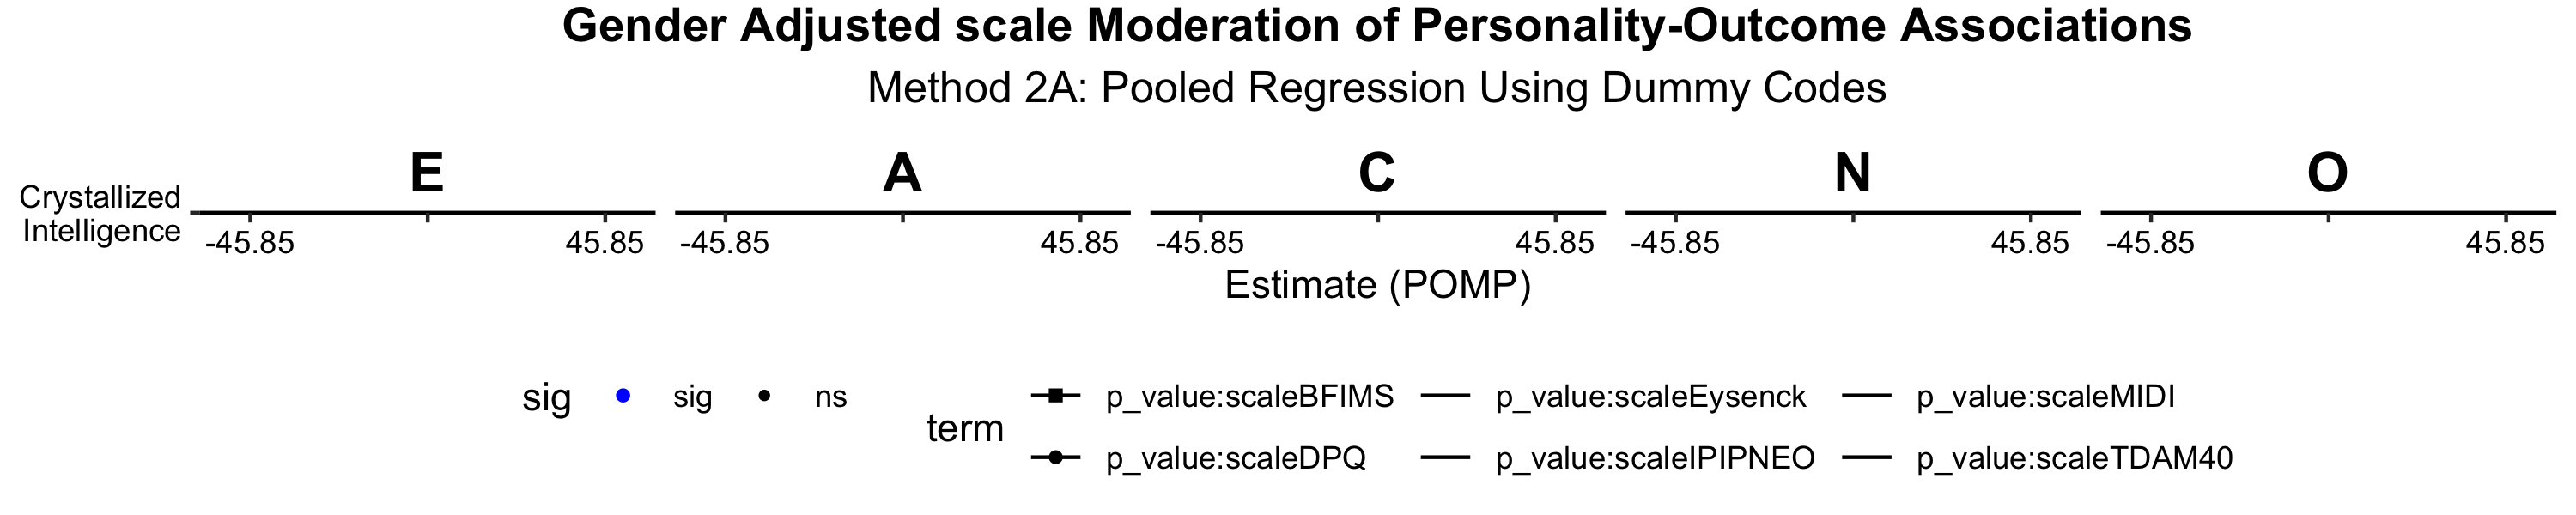 Gender Adjusted scale Moderation of Personality-Outcome Associations
Method 2A: Pooled Regression Using Dummy Codes
E A C N O
Crystallized
Intelligence
-45.85 45.85 -45.85 45.85 -45.85 45.85 -45.85 45.85 -45.85 45.85
Estimate (POMP)
sig sig ns
term
p_value:scaleBFIMS p_value:scaleEysenck p_value:scaleMIDI
p_value:scaleDPQ p_value:scaleIPIPNEO p_value:scaleTDAM40